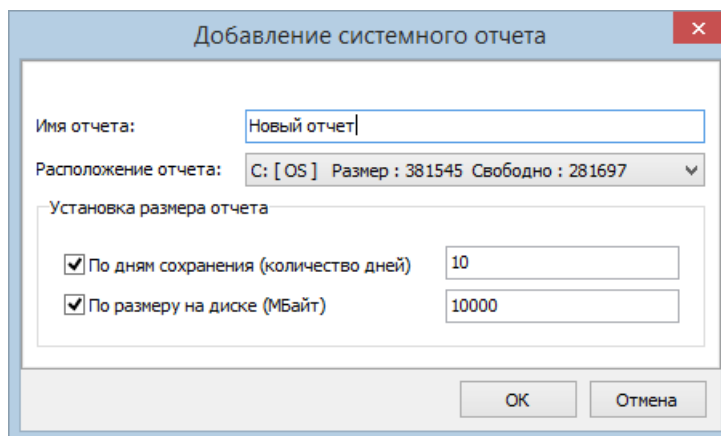 Добавление системного отчета
Имя отчета: Новый отчет
Расположение отчета: C: [ OS ] Размер : 381545 Свободно : 281697
Установка размера отчета
По дням сохранения (количество дней) 10
По размеру на диске (МБайт) 10000
ОК Отмена